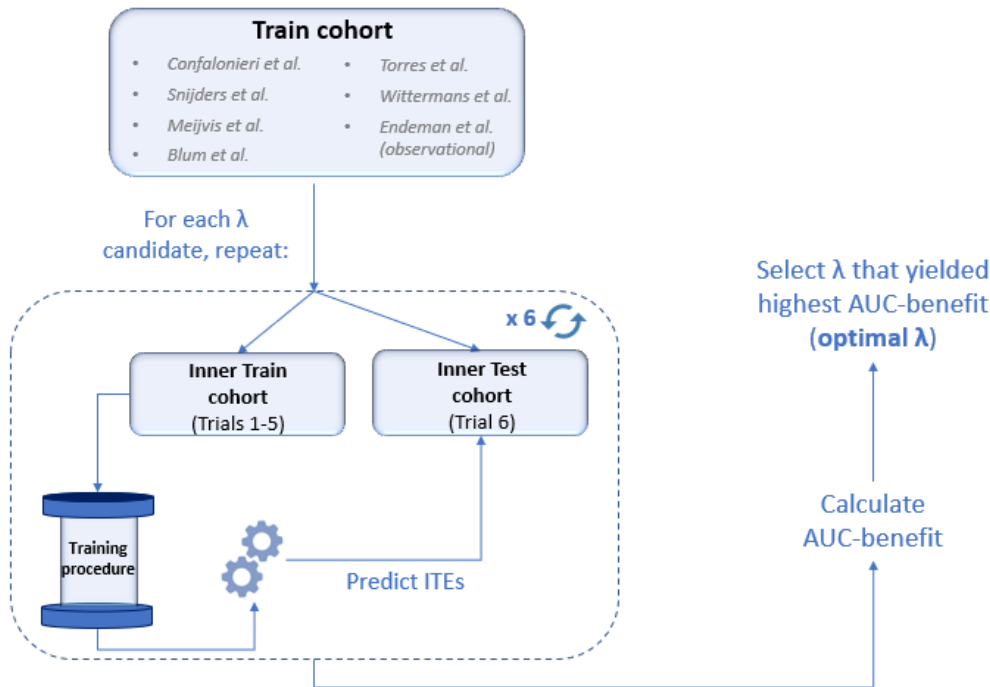 Train cohort
• Confalonieri et al.
• Snijders et al.
• Meijvis et al.
• Blum et al.
• Torres et al.
• Wittermans et al.
• Endeman et al.
(observational)
For each λ
candidate, repeat:
x 6
Inner Train
cohort
(Trials 1-5)
Inner Test
cohort
(Trial 6)
Training
procedure
Predict ITEs
Select λ that yielded
highest AUC-benefit
(optimal λ)
Calculate
AUC-benefit